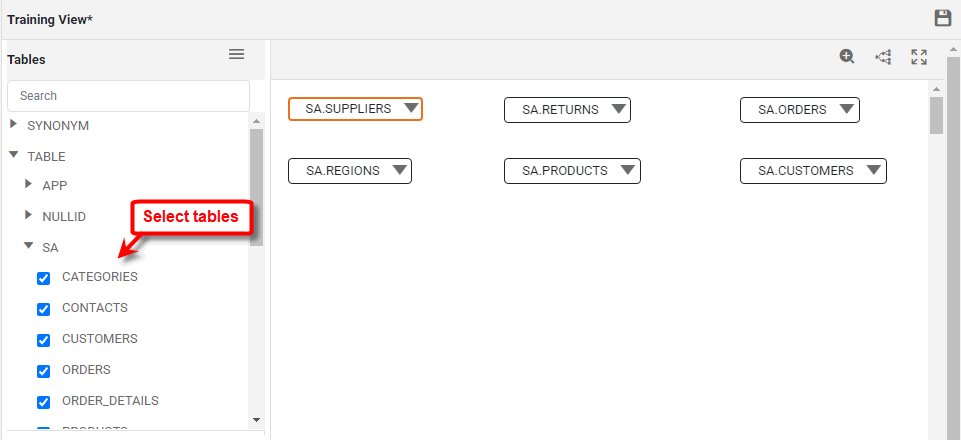 Training View*
Tables
Search
SYNONYM
TABLE
APP
NULLID
SA
CATEGORIES
CONTACTS
CUSTOMERS
ORDERS
ORDER_DETAILS
PRODUCTS
Select tables
SA.SUPPLIERS
SA.RETURNS
SA.ORDERS
SA.REGIONS
SA.PRODUCTS
SA.CUSTOMERS